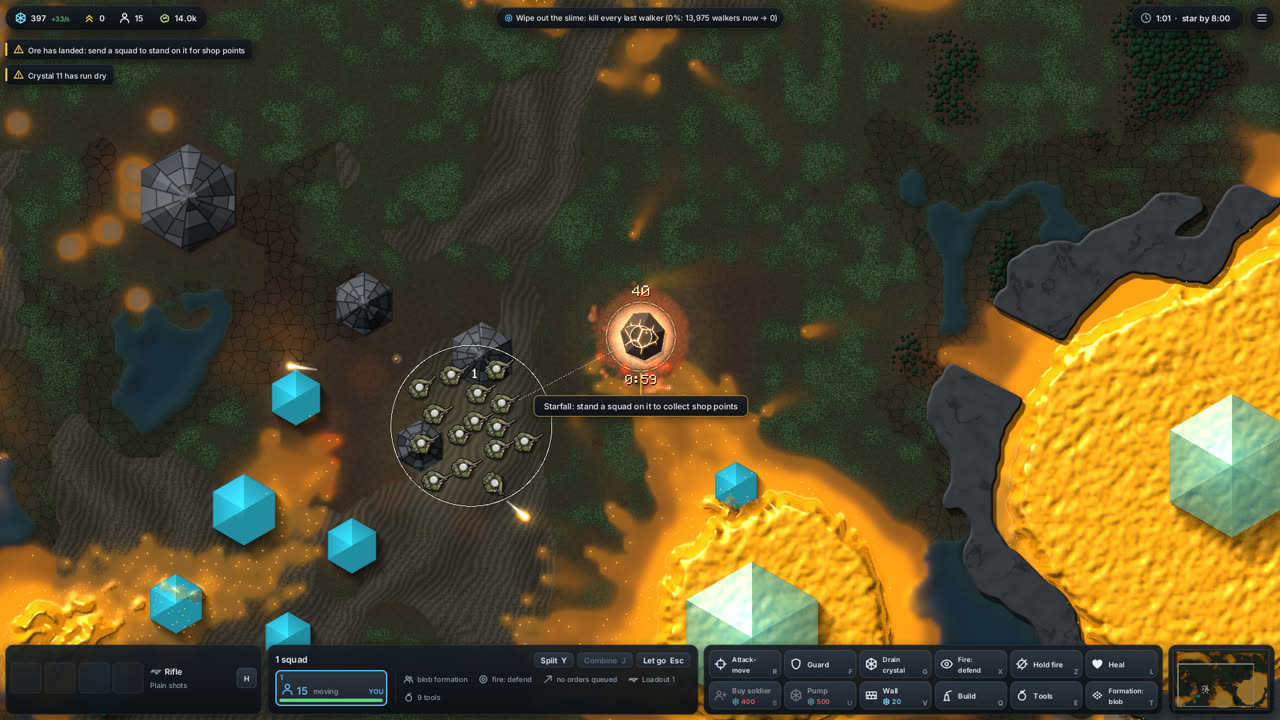 397 +33/s 0 15 14.0k
Wipe out the slime: kill every last walker (0%: 13,975 walkers now → 0)
1:01 · star by 8:00
Ore has landed: send a squad to stand on it for shop points
Crystal 11 has run dry
40
1
0:59
Starfall: stand a squad on it to collect shop points
Rifle
Plain shots
H
1 squad
Split Y
Combine J
Let go Esc
1
15 moving YOU
blob formation
fire: defend
no orders queued
Loadout 1
9 tools
Attack-move R
Guard F
Drain crystal G
Fire: defend X
Hold fire Z
Heal L
Buy soldier 400 B
Pump 500 U
Wall 20 V
Build Q
Tools E
Formation: blob T